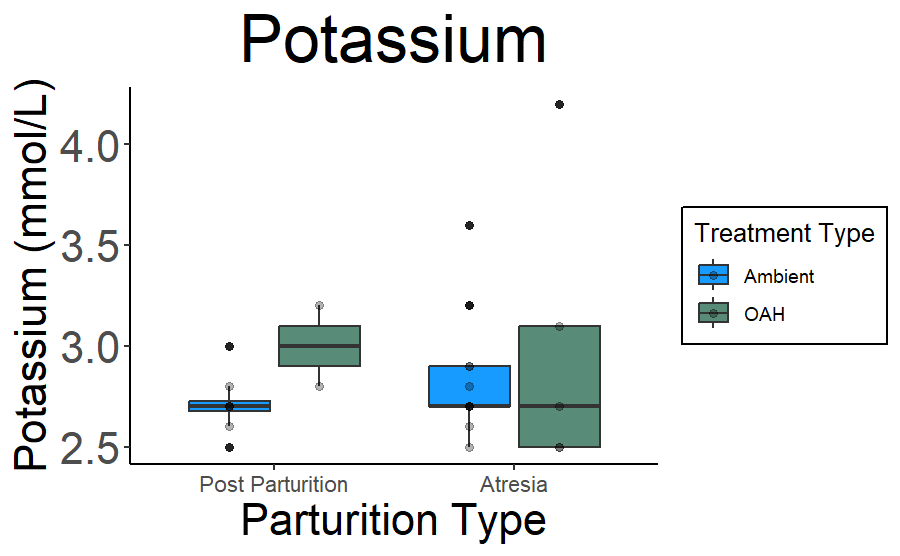 Potassium
Potassium (mmol/L)
4.0
3.5
3.0
2.5
Post Parturition
Atresia
Parturition Type
Treatment Type
Ambient
OAH